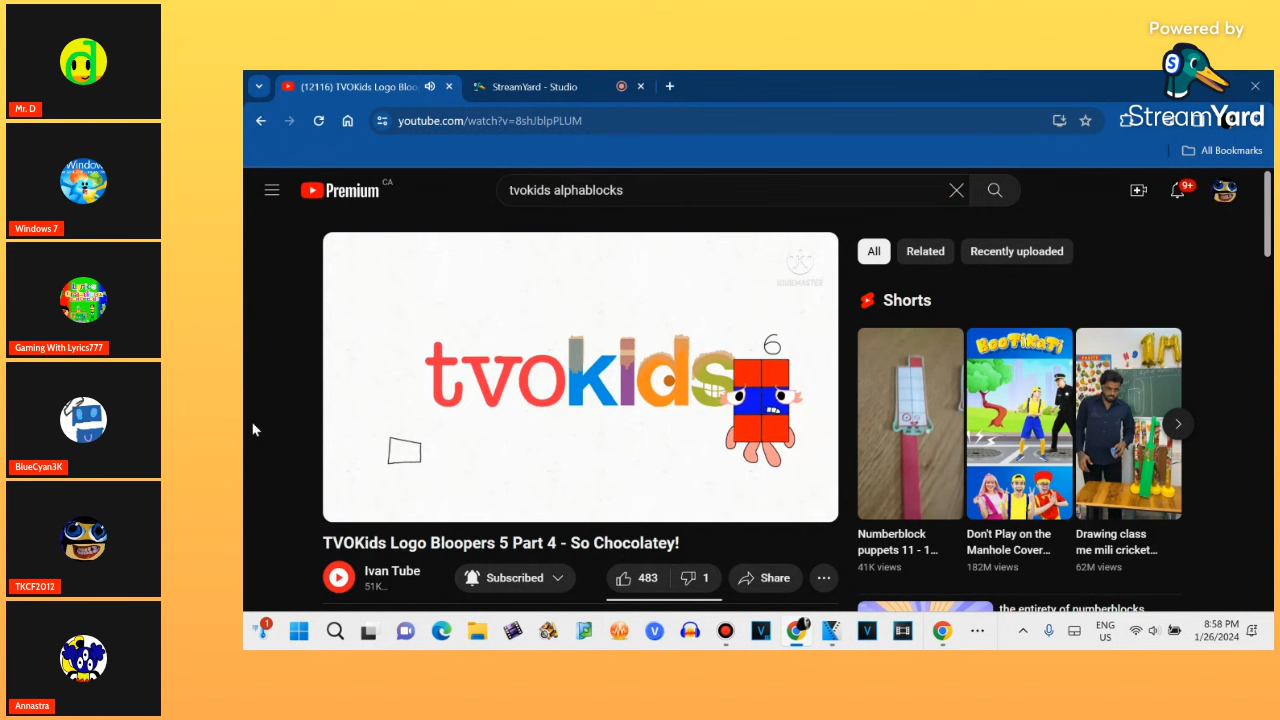 Powered by
StreamYard
Mr. D
Windows 7
Gaming With Lyrics777
BlueCyan3K
TKCF2012
Annastra
(12116) TVOKids Logo Bloo
StreamYard - Studio
youtube.com/watch?v=8shJblpPLUM
All Bookmarks
Premium CA
tvokids alphablocks
9+
KINEMASTER
tvokids
6
TVOKids Logo Bloopers 5 Part 4 - So Chocolatey!
Ivan Tube
51K...
Subscribed
483
1
Share
All
Related
Recently uploaded
Shorts
BOOTIKATI
Numberblock
puppets 11 - 1...
41K views
Don't Play on the
Manhole Cover...
182M views
Drawing class
me mili cricket...
62M views
the entirety of numberblocks
1
ENG
US
8:58 PM
1/26/2024